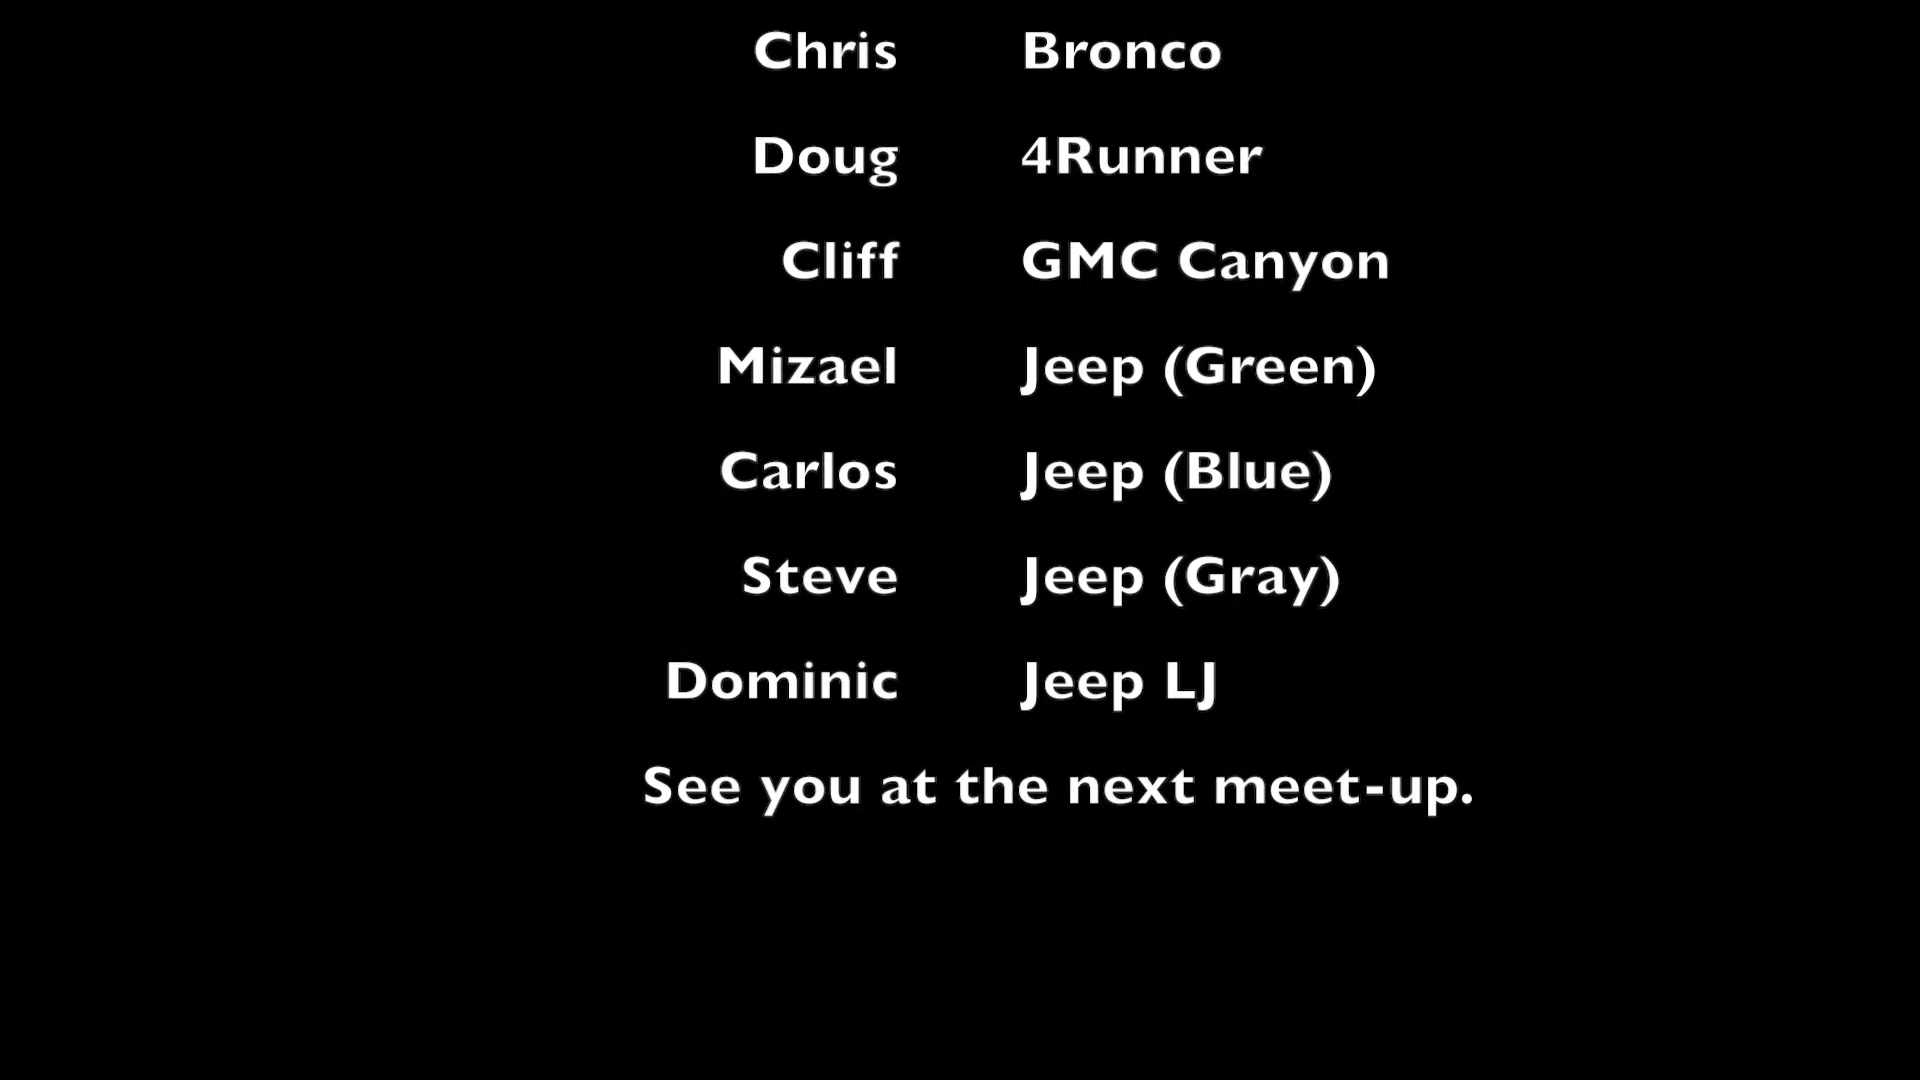 Chris Bronco
Doug 4Runner
Cliff GMC Canyon
Mizael Jeep (Green)
Carlos Jeep (Blue)
Steve Jeep (Gray)
Dominic Jeep LJ
See you at the next meet-up.